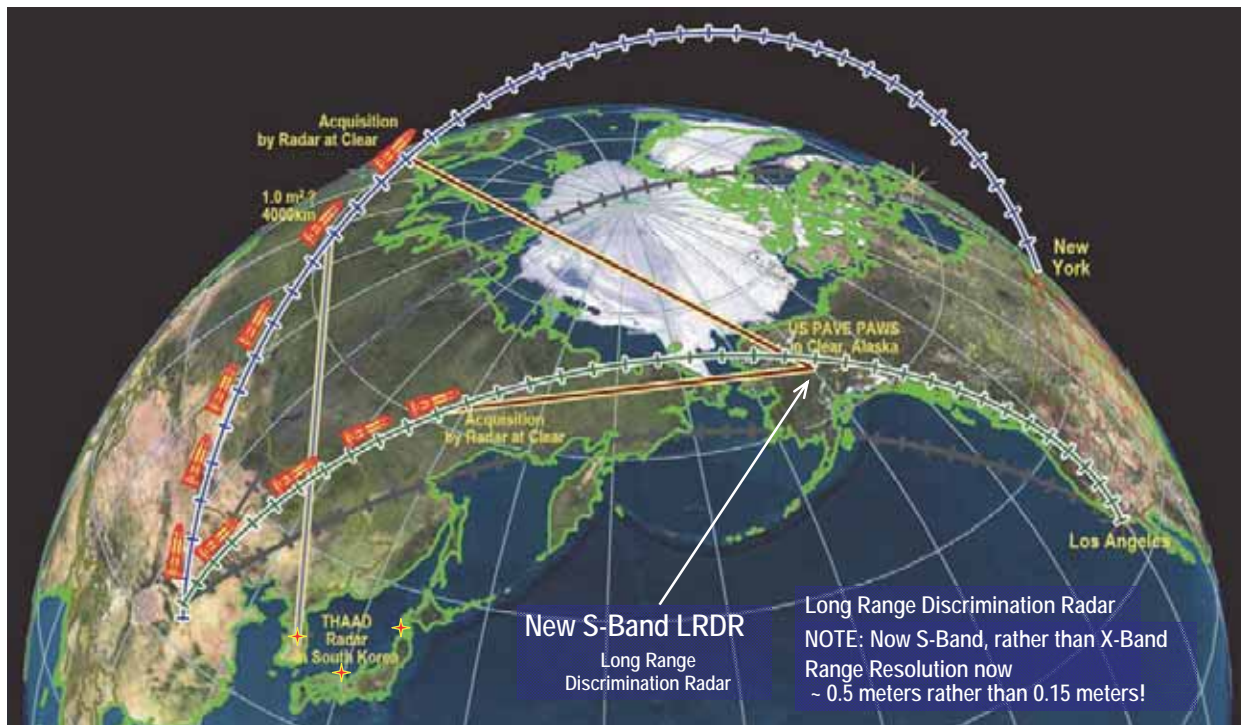 Acquisition
by Radar at Clear
1.0 m² ?
4000km
New
York
US PAVE PAWS
in Clear, Alaska
Acquisition
by Radar at Clear
Los Angeles
THAAD
Radar
in South Korea
New S-Band LRDR
Long Range
Discrimination Radar
Long Range Discrimination Radar
NOTE: Now S-Band, rather than X-Band
Range Resolution now
~ 0.5 meters rather than 0.15 meters!